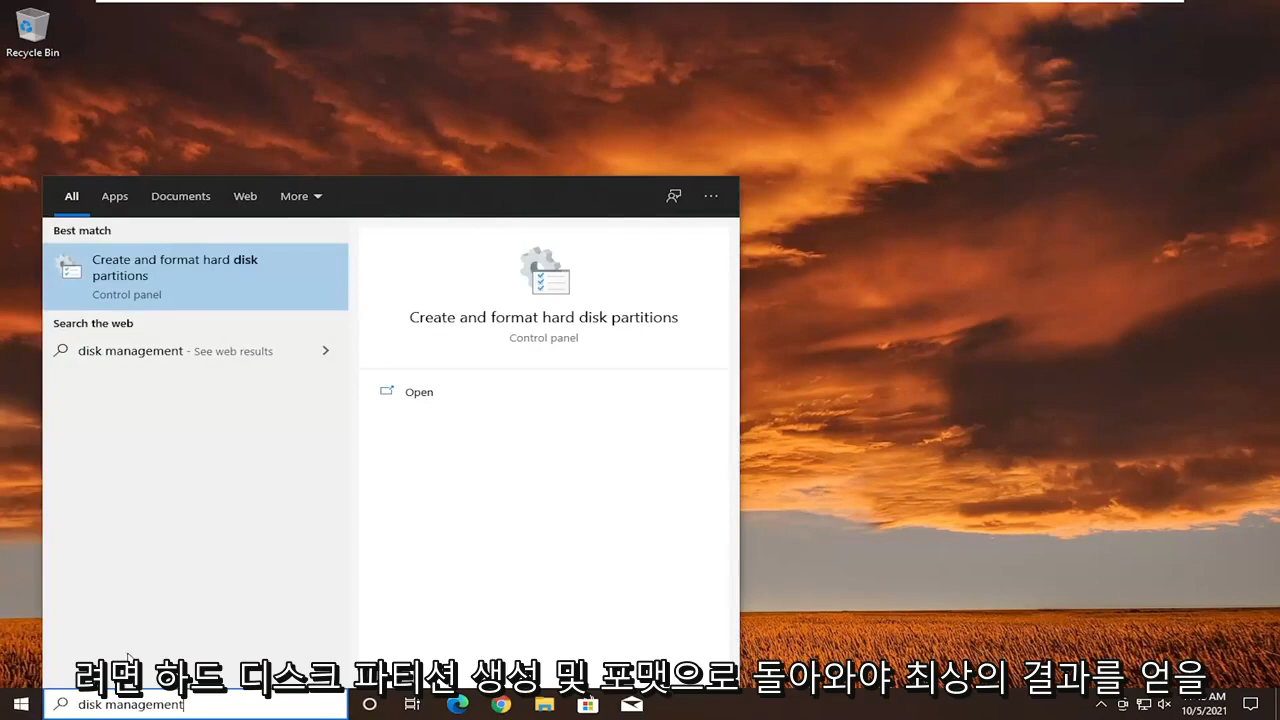 Recycle Bin
All
Apps
Documents
Web
More
Best match
Create and format hard disk
partitions
Control panel
Search the web
disk management - See web results
Create and format hard disk partitions
Control panel
Open
려면 하드 디스크 파티션 생성 및 포맷으로 돌아와야 최상의 결과를 얻을
disk management
AM
10/5/2021